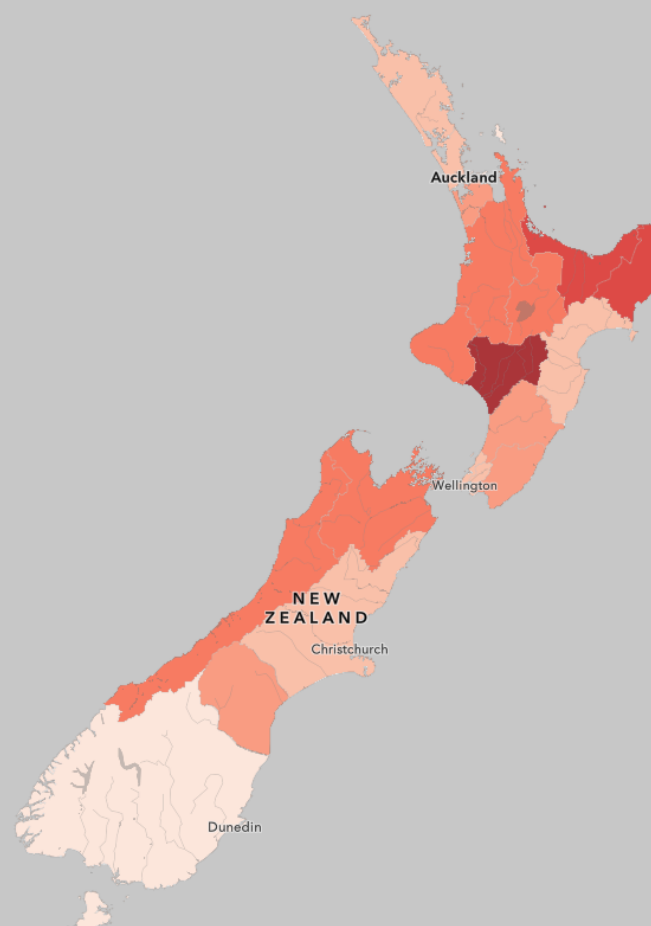 Auckland
Wellington
NEW
ZEALAND
Christchurch
Dunedin